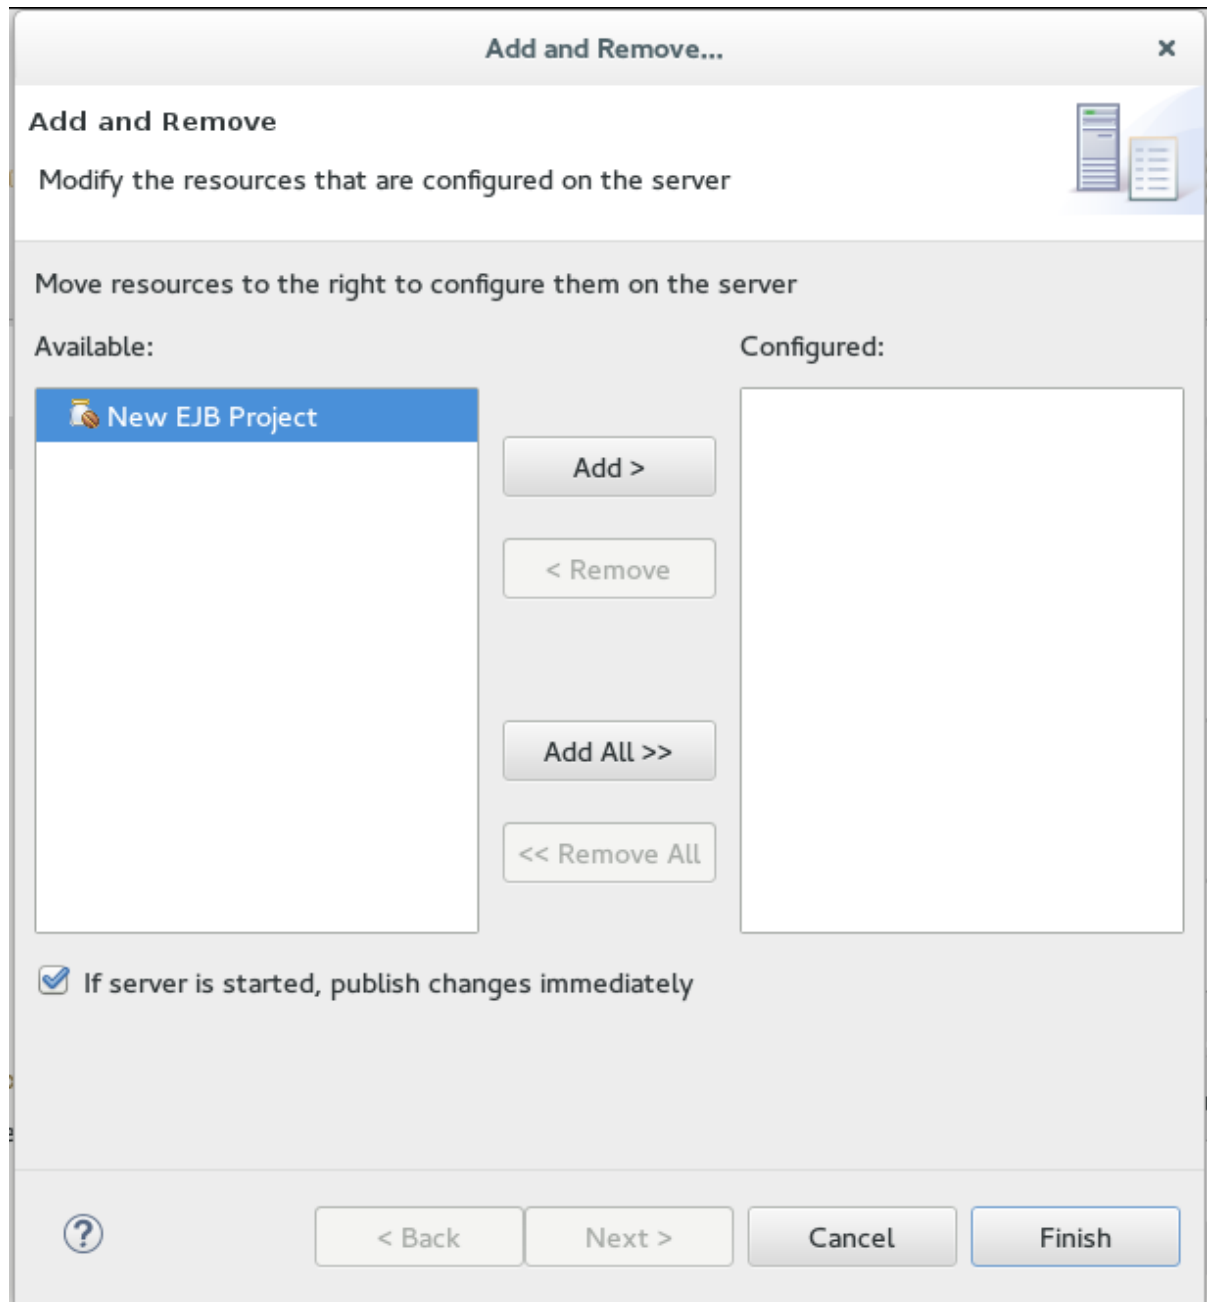 Add and Remove...
Add and Remove
Modify the resources that are configured on the server
Move resources to the right to configure them on the server
Available:
Configured:
New EJB Project
Add >
< Remove
Add All >>
<< Remove All
If server is started, publish changes immediately
< Back
Next >
Cancel
Finish